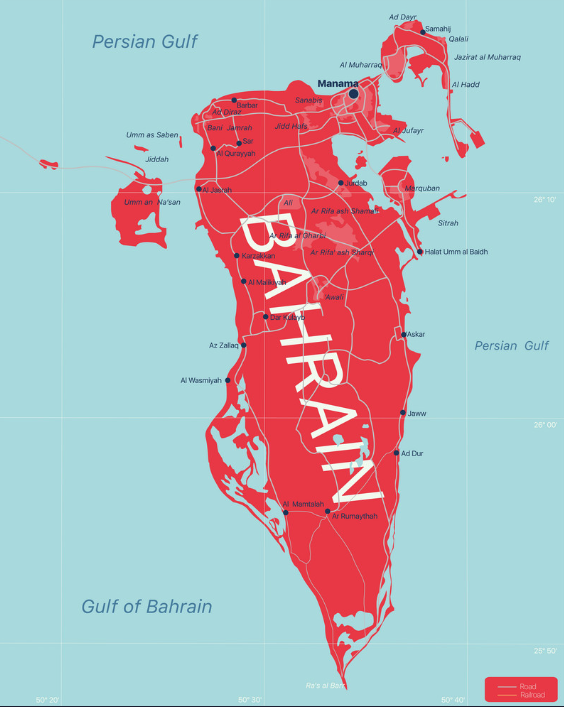 Ad Dayr
Samahij
Qalali
Persian Gulf
Jazirat al Muharraq
Al Muharraq
Manama
Al Hadd
Sanabis
Barbar
Ad Diraz
Bani Jamrah
Jidd Hafs
Al Jufayr
Umm as Saben
Sar
Al Qurayyah
Jiddah
Jurdab
Marquban
Al Jasrah
26° 10'
Umm an Na'san
Ali
Ar Rifa ash Shamali
Sitrah
Ar Rifa al Gharbi
Ar Rifa' ash Sharqi
Halat Umm al Baidh
Karzakkan
Al Malikiyah
'Awali
BAHRAIN
Dar Kulayb
Askar
Az Zallaq
Persian Gulf
Al Wasmiyah
Jaww
26° 00'
Ad Dur
Al Mamtalah
Ar Rumaythah
Gulf of Bahrain
25° 50'
Ra's al Barr
50° 20'
50° 30'
50° 40'
Road
Railroad